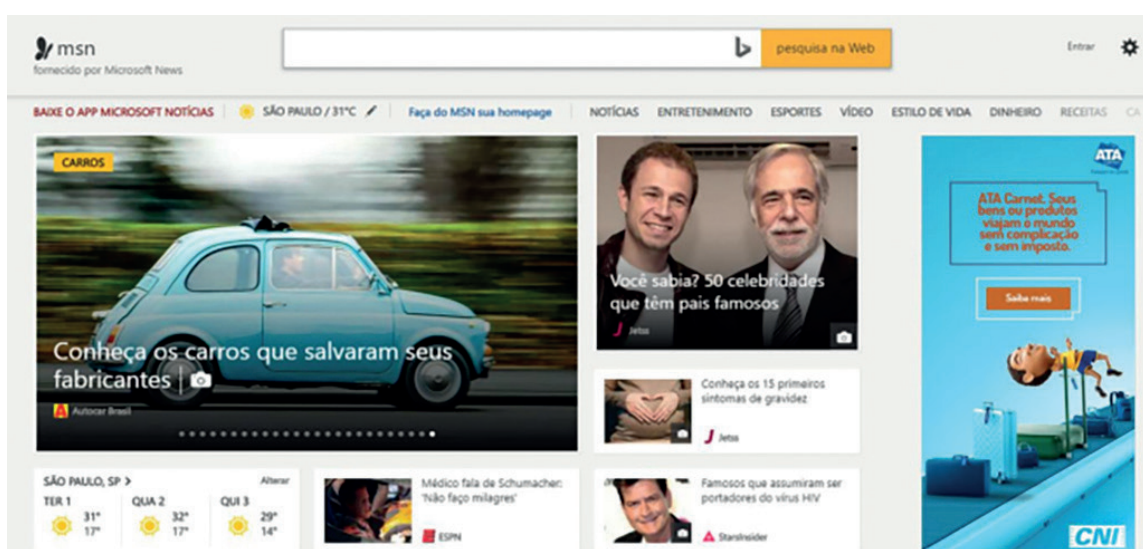 msn
fornecido por Microsoft News
pesquisa na Web
Entrar
BAIXE O APP MICROSOFT NOTÍCIAS
SÃO PAULO / 31°C
Faça do MSN sua homepage
NOTÍCIAS ENTRETENIMENTO ESPORTES VÍDEO ESTILO DE VIDA DINHEIRO RECEITAS
CARROS
Conheça os carros que salvaram seus
fabricantes
Autocar Brasil
Você sabia? 50 celebridades
que têm pais famosos
Jetss
Conheça os 15 primeiros
sintomas de gravidez
Jetss
ATA
ATA Carnet. Seus
bens ou produtos
viajam o mundo
sem complicação
e sem imposto.
Saiba mais
CNI
SÃO PAULO, SP >
Alterar
TER 1 QUA 2 QUI 3
31° 32° 29°
17° 17° 14°
Médico fala de Schumacher:
'Não faço milagres'
ESPN
Famosos que assumiram ser
portadores do vírus HIV
StarsInsider